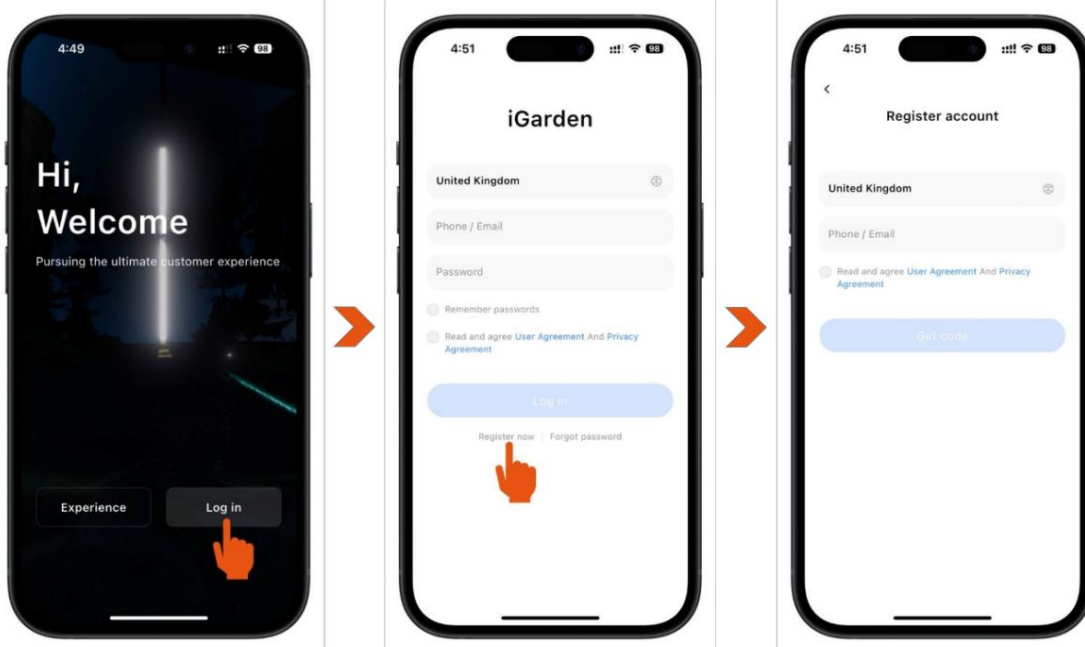 4:49
98
Hi,
Welcome
Pursuing the ultimate customer experience
Experience
Log in
4:51
98
iGarden
United Kingdom
Phone / Email
Password
Remember passwords
Read and agree User Agreement And Privacy
Agreement
Log in
Register now | Forgot password
4:51
98
Register account
United Kingdom
Phone / Email
Read and agree User Agreement And Privacy
Agreement
Get code